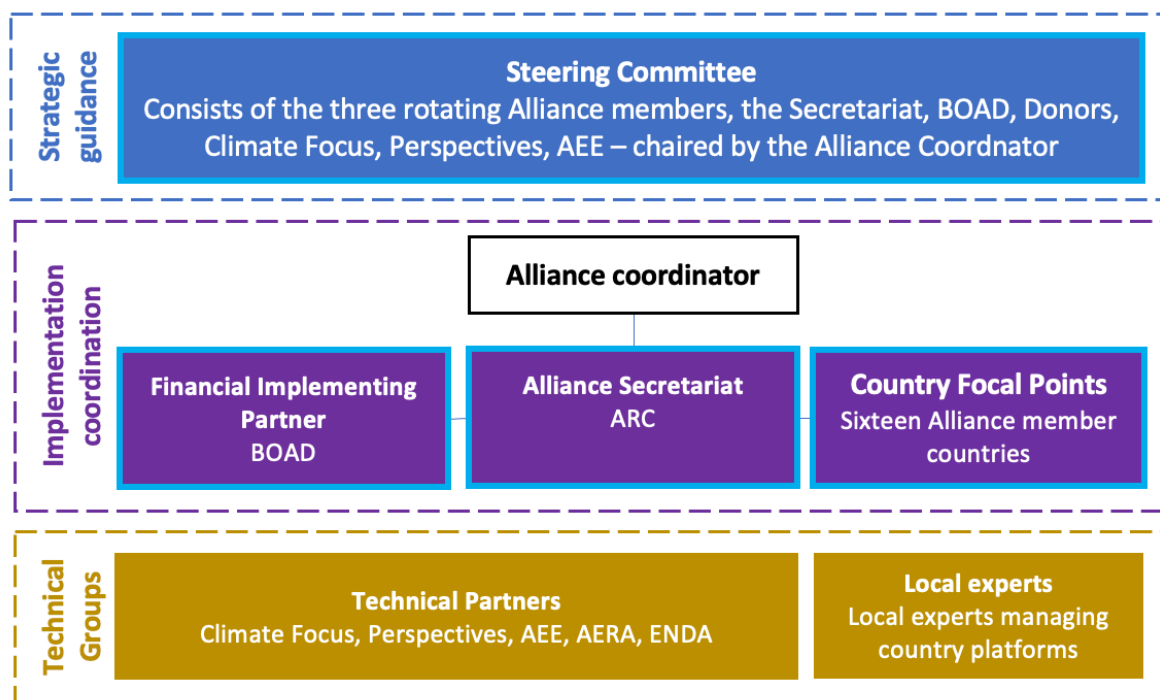 Strategic
guidance
Steering Committee
Consists of the three rotating Alliance members, the Secretariat, BOAD, Donors,
Climate Focus, Perspectives, AEE – chaired by the Alliance Coordnator
Implementation
coordination
Alliance coordinator
Financial Implementing
Partner
BOAD
Alliance Secretariat
ARC
Country Focal Points
Sixteen Alliance member
countries
Technical
Groups
Technical Partners
Climate Focus, Perspectives, AEE, AERA, ENDA
Local experts
Local experts managing
country platforms